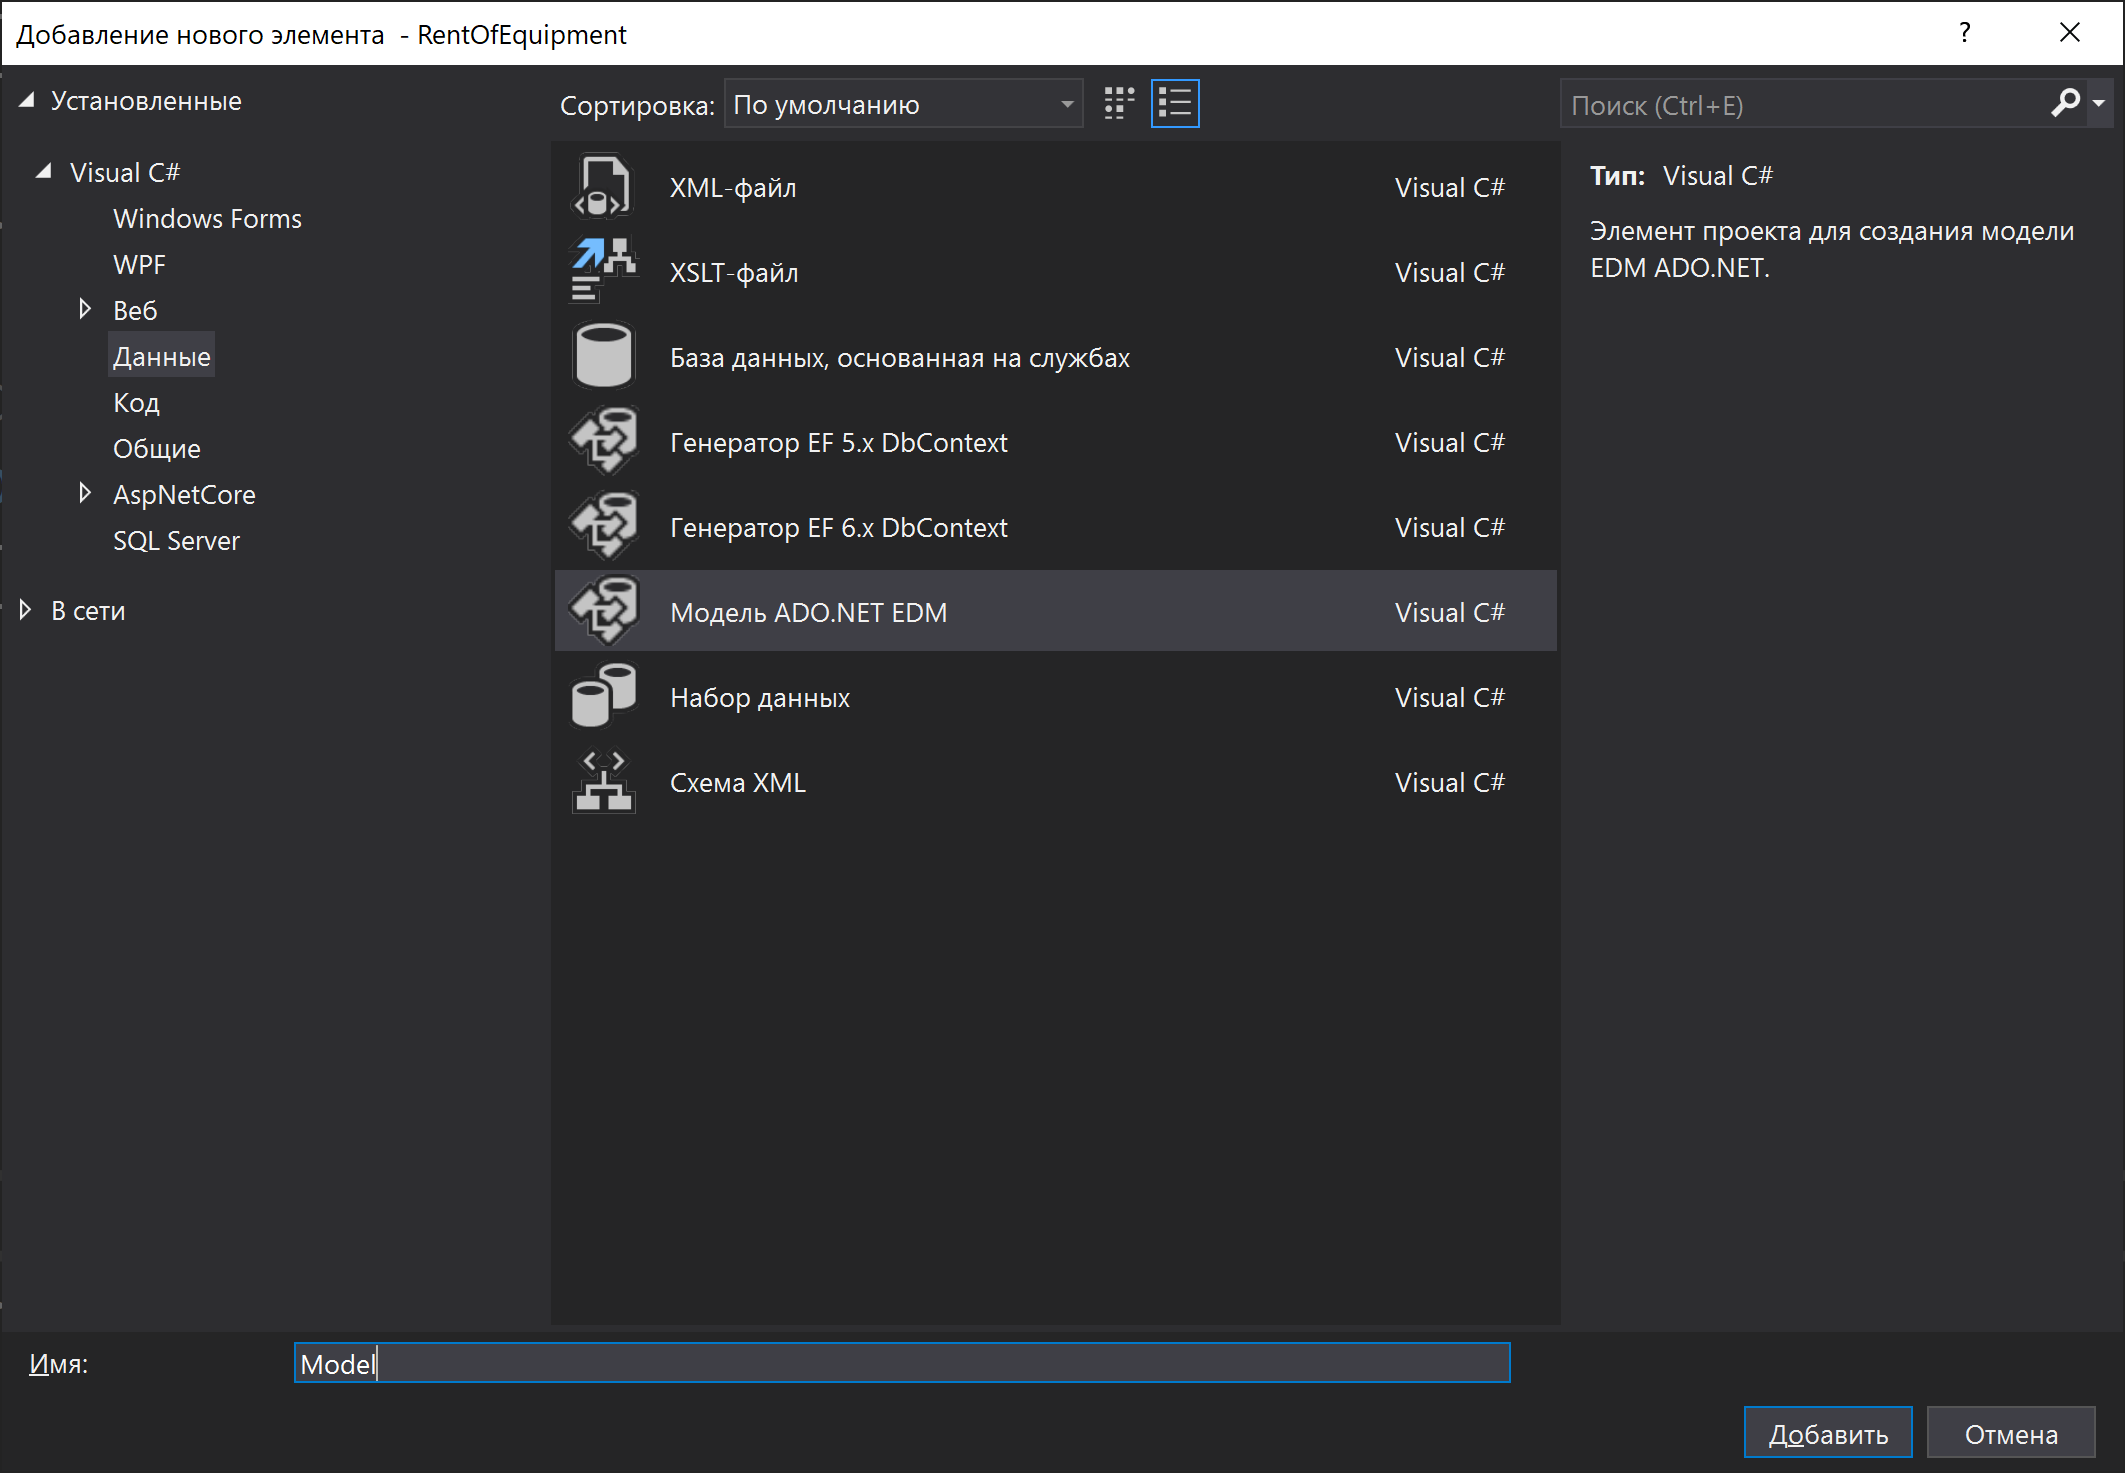 Добавление нового элемента - RentOfEquipment
?
Установленные
Visual C#
Windows Forms
WPF
Веб
Данные
Код
Общие
AspNetCore
SQL Server
В сети
Сортировка: По умолчанию
XML-файл Visual C#
XSLT-файл Visual C#
База данных, основанная на службах Visual C#
Генератор EF 5.x DbContext Visual C#
Генератор EF 6.x DbContext Visual C#
Модель ADO.NET EDM Visual C#
Набор данных Visual C#
Схема XML Visual C#
Поиск (Ctrl+E)
Тип: Visual C#
Элемент проекта для создания модели
EDM ADO.NET.
Имя: Model
Добавить Отмена